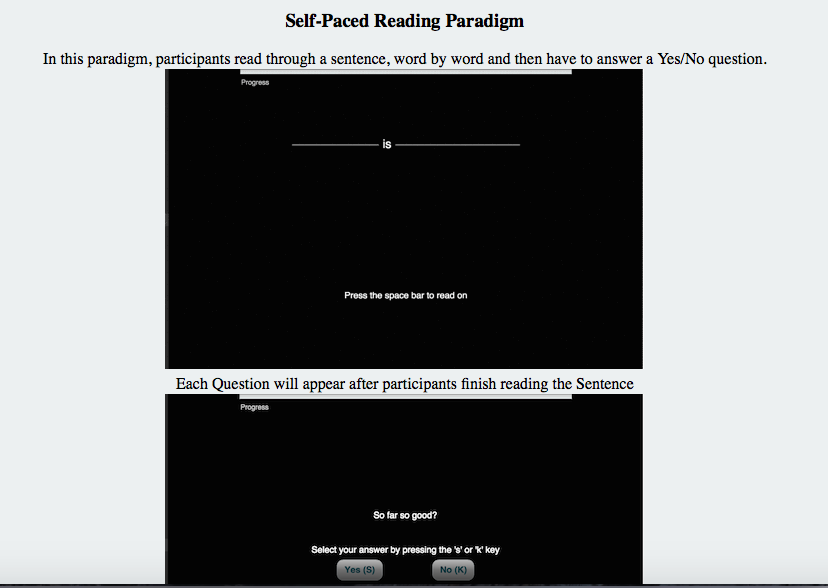 Self-Paced Reading Paradigm
In this paradigm, participants read through a sentence, word by word and then have to answer a Yes/No question.
Progress
is
Press the space bar to read on
Each Question will appear after participants finish reading the Sentence
Progress
So far so good?
Select your answer by pressing the 's' or 'k' key
Yes (S) No (K)